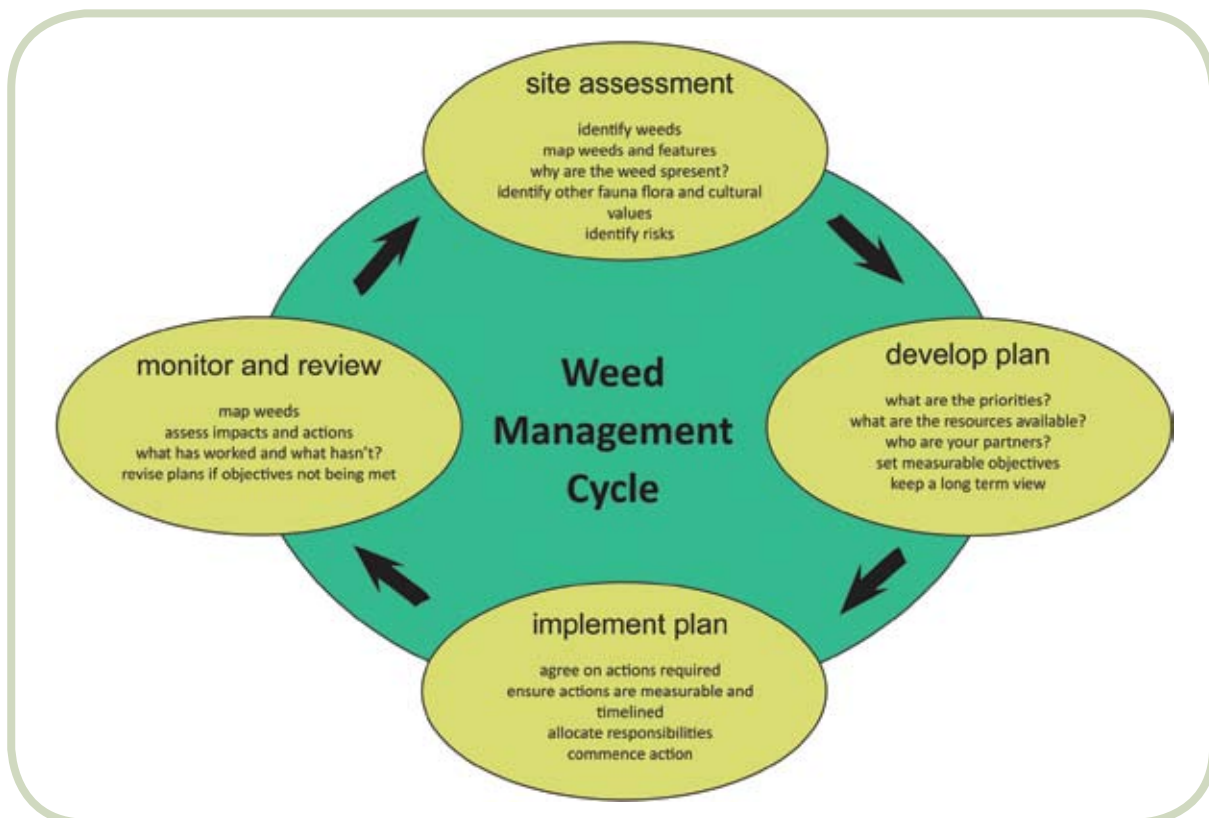 site assessment
identify weeds
map weeds and features
why are the weed spresent?
identify other fauna flora and cultural
values
identify risks
develop plan
what are the priorities?
what are the resources available?
who are your partners?
set measurable objectives
keep a long term view
implement plan
agree on actions required
ensure actions are measurable and
timelined
allocate responsibilities
commence action
monitor and review
map weeds
assess impacts and actions
what has worked and what hasn't?
revise plans if objectives not being met
Weed
Management
Cycle